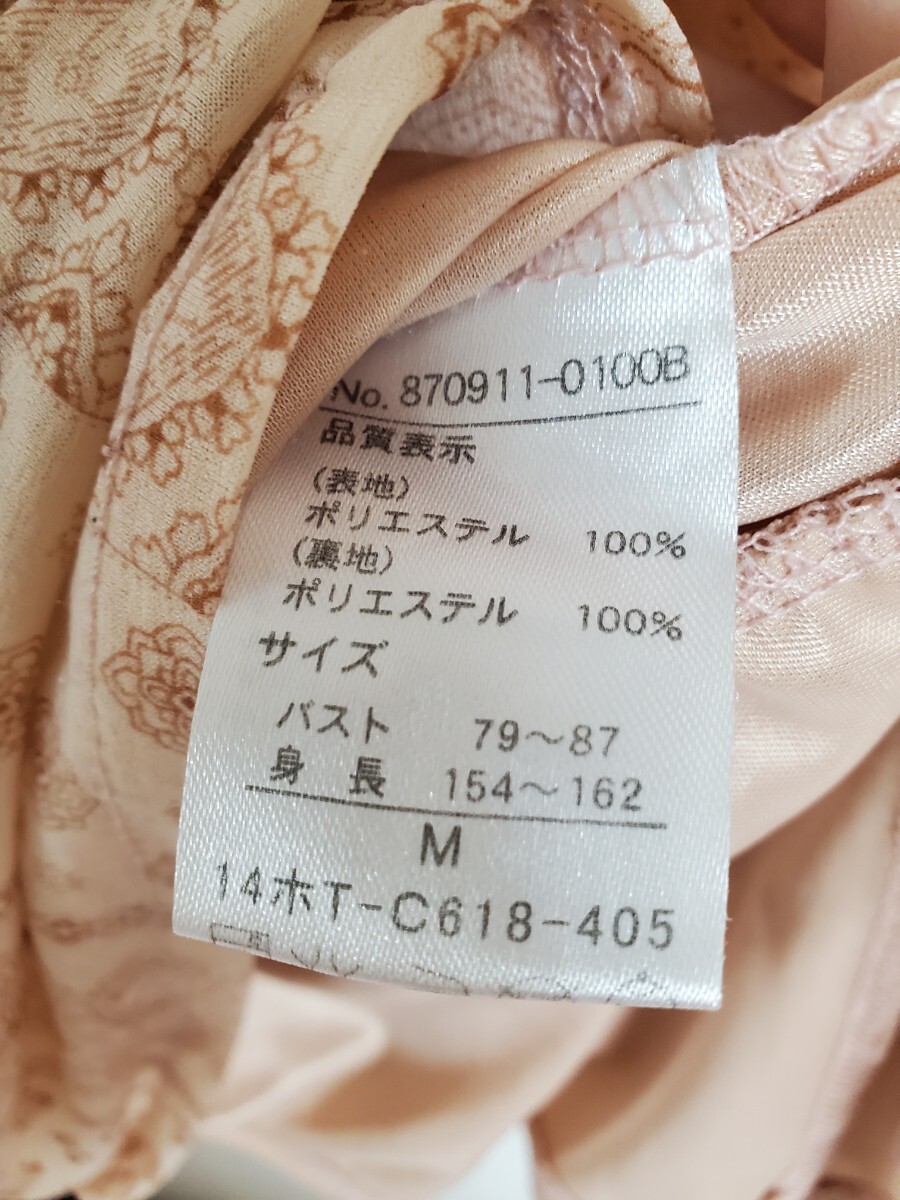 No. 870911-0100B
品質表示
(表地)
ポリエステル 100%
(裏地)
ポリエステル 100%
サイズ
バスト 79～87
身長 154～162
M
14ホT-C618-405